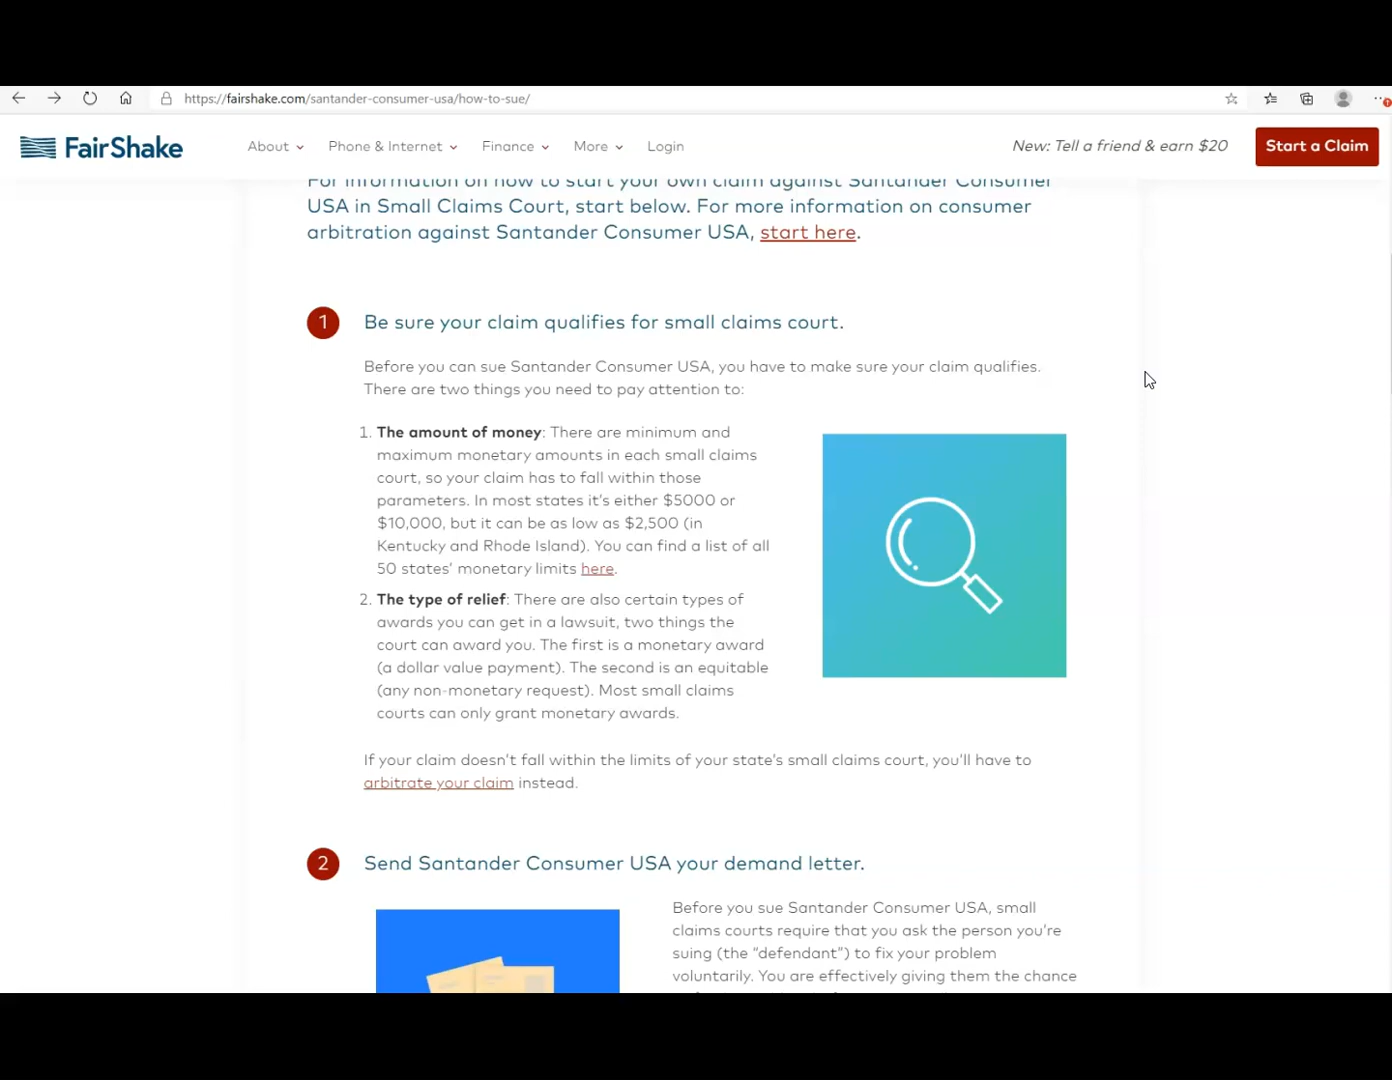 https://fairshake.com/santander-consumer-usa/how-to-sue/
FairShake
About
Phone & Internet
Finance
More
Login
New: Tell a friend & earn $20
Start a Claim
For information on how to start your own claim against Santander Consumer
USA in Small Claims Court, start below. For more information on consumer
arbitration against Santander Consumer USA, start here.
1
Be sure your claim qualifies for small claims court.
Before you can sue Santander Consumer USA, you have to make sure your claim qualifies.
There are two things you need to pay attention to:
1. The amount of money: There are minimum and
maximum monetary amounts in each small claims
court, so your claim has to fall within those
parameters. In most states it's either $5000 or
$10,000, but it can be as low as $2,500 (in
Kentucky and Rhode Island). You can find a list of all
50 states' monetary limits here.
2. The type of relief: There are also certain types of
awards you can get in a lawsuit, two things the
court can award you. The first is a monetary award
(a dollar value payment). The second is an equitable
(any non-monetary request). Most small claims
courts can only grant monetary awards.
If your claim doesn't fall within the limits of your state's small claims court, you'll have to
arbitrate your claim instead.
2
Send Santander Consumer USA your demand letter.
Before you sue Santander Consumer USA, small
claims courts require that you ask the person you're
suing (the "defendant") to fix your problem
voluntarily. You are effectively giving them the chance